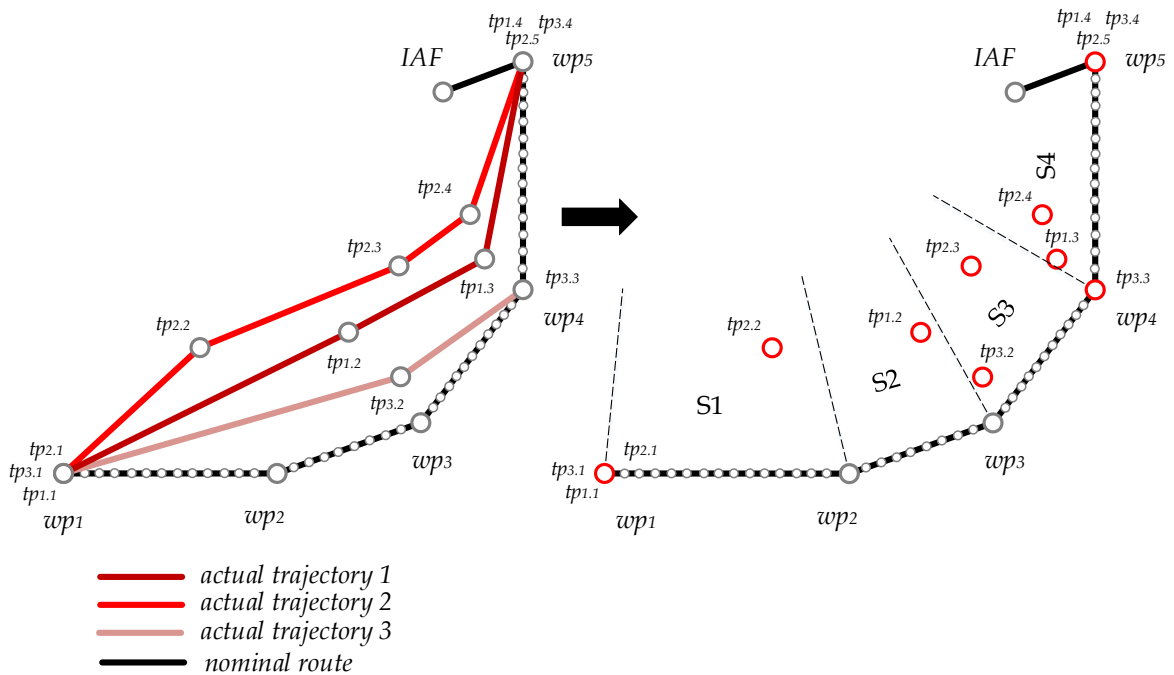 tp1.4 tp3.4
tp2.5
IAF
wp5
tp2.4
tp2.3
tp1.3
tp3.3
wp4
tp2.2
tp1.2
tp3.2
wp3
tp2.1
tp3.1
tp1.1
wp1
wp2
tp1.4 tp3.4
tp2.5
IAF
wp5
S4
tp2.4
tp2.3
tp1.3
tp3.3
wp4
S3
tp2.2
tp1.2
tp3.2
S2
S1
wp3
tp2.1
tp3.1
tp1.1
wp1
wp2
actual trajectory 1
actual trajectory 2
actual trajectory 3
nominal route